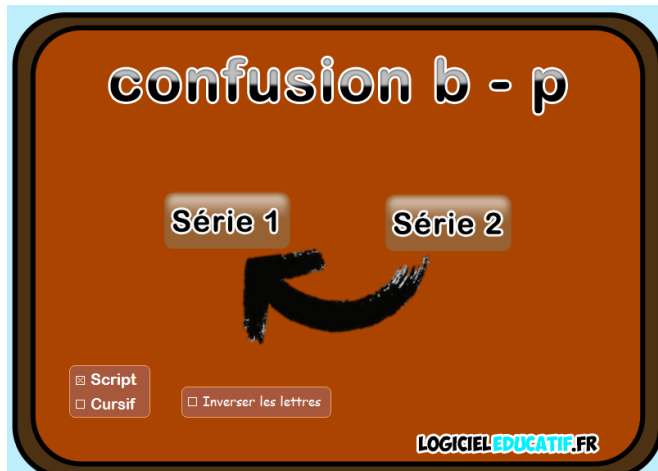 confusion b - p
Série 1
Série 2
Script
Cursif
Inverser les lettres
LOGICIELEDUCATIF.FR